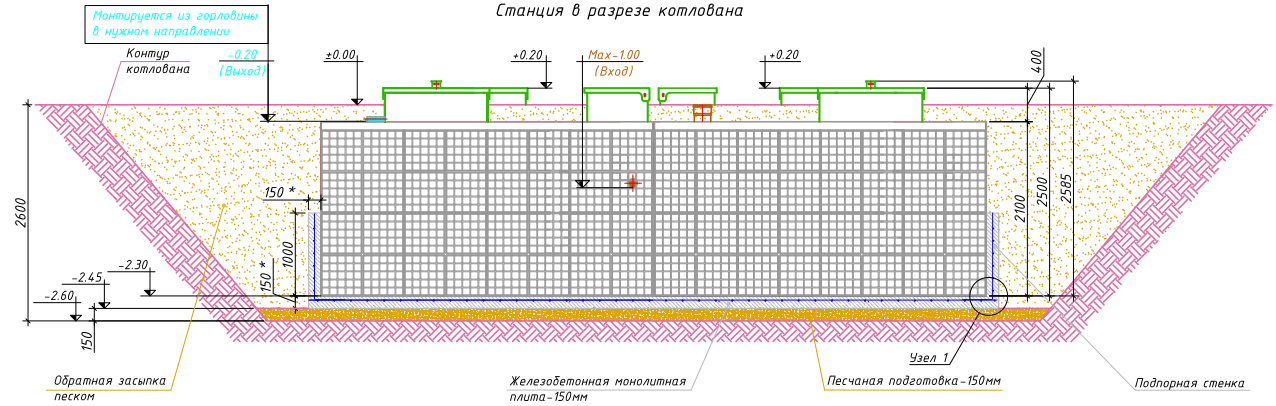 Станция в разрезе котлована
Монтируется из горловины
в нужном направлении
Контур
котлована
-0.20
(Выход)
±0.00
+0.20
Max-1.00
(Вход)
+0.20
400
2600
150 *
1000
150 *
2100
2500
2585
-2.30
-2.45
-2.60
150
Узел 1
Обратная засыпка
песком
Железобетонная монолитная
плита-150мм
Песчаная подготовка-150мм
Подпорная стенка